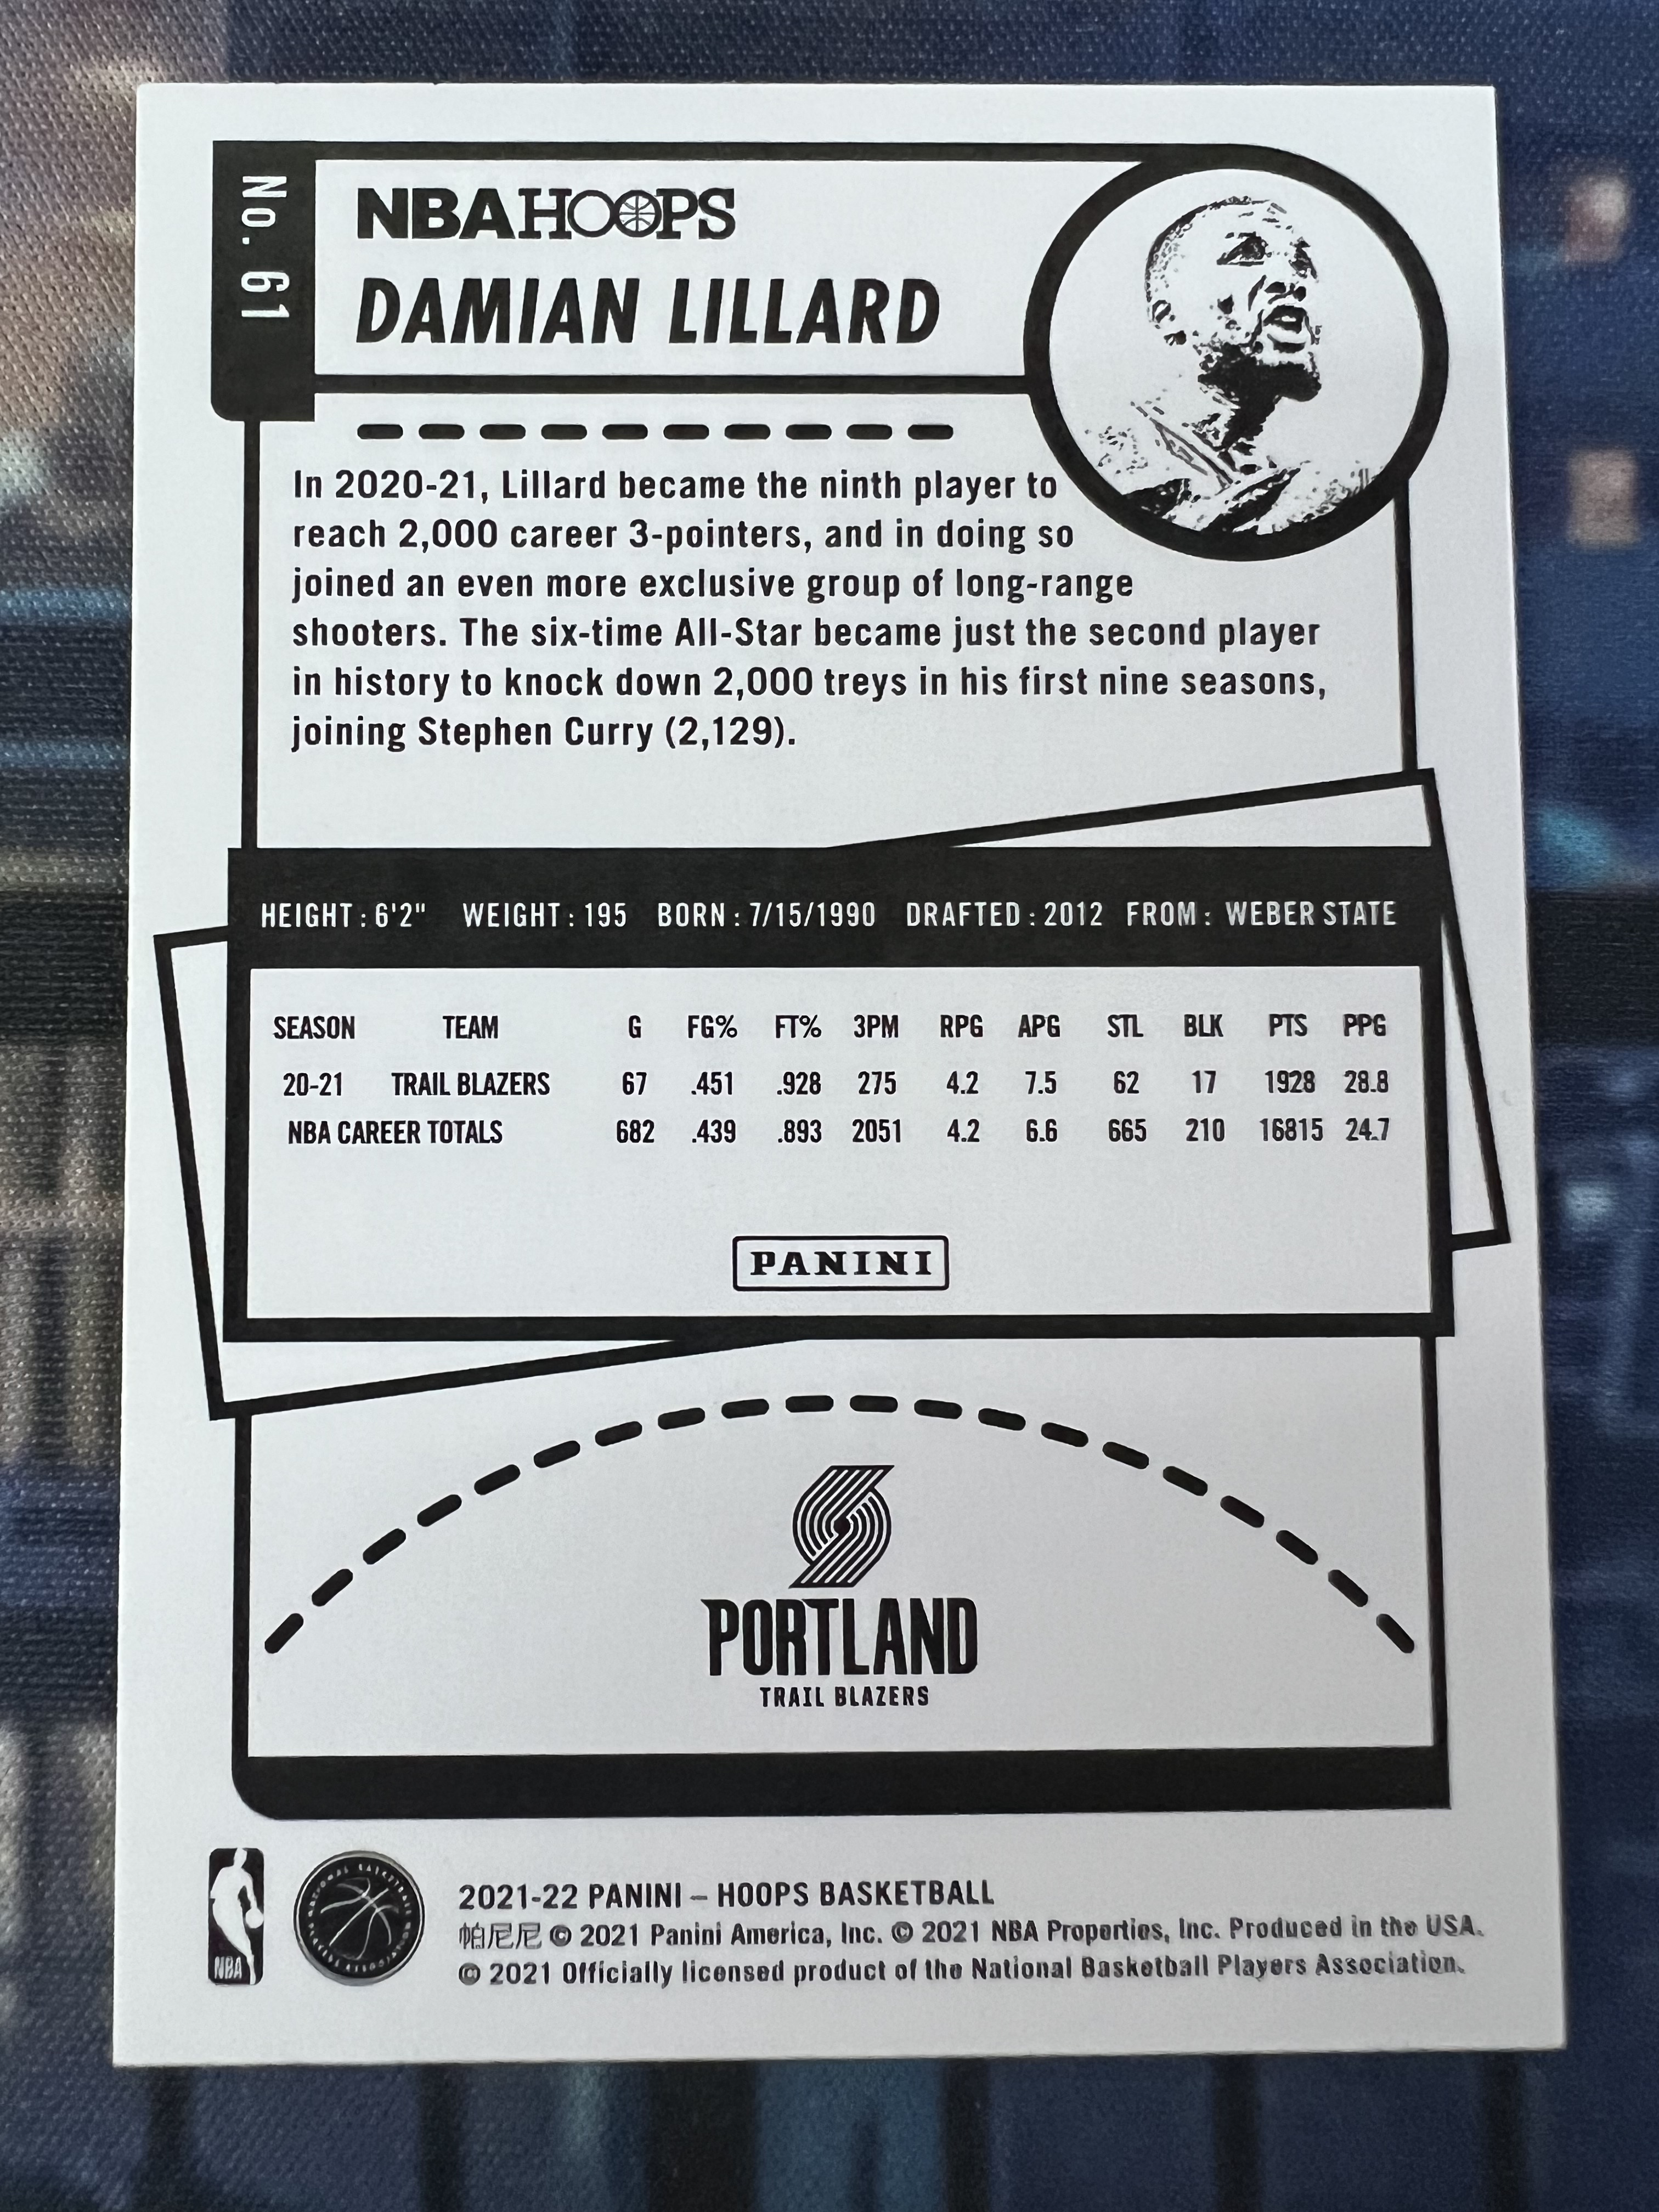 No. 61
NBA HOOPS
DAMIAN LILLARD
In 2020-21, Lillard became the ninth player to
reach 2,000 career 3-pointers, and in doing so
joined an even more exclusive group of long-range
shooters. The six-time All-Star became just the second player
in history to knock down 2,000 treys in his first nine seasons,
joining Stephen Curry (2,129).
HEIGHT: 6'2" WEIGHT: 195 BORN: 7/15/1990 DRAFTED: 2012 FROM: WEBER STATE
SEASON TEAM G FG% FT% 3PM RPG APG STL BLK PTS PPG
20-21 TRAIL BLAZERS 67 .451 .928 275 4.2 7.5 62 17 1928 28.8
NBA CAREER TOTALS 682 .439 .893 2051 4.2 6.6 665 210 16815 24.7
PANINI
PORTLAND
TRAIL BLAZERS
NBA
2021-22 PANINI – HOOPS BASKETBALL
帕尼尼 © 2021 Panini America, Inc. © 2021 NBA Properties, Inc. Produced in the USA.
© 2021 Officially licensed product of the National Basketball Players Association.